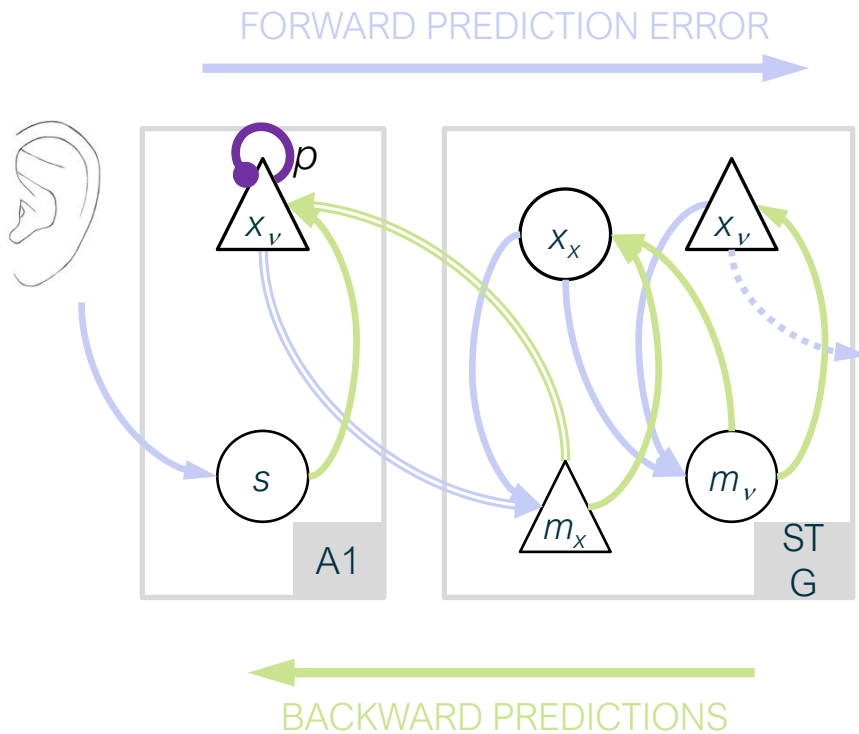 FORWARD PREDICTION ERROR
p
xᵥ
xₓ
xᵥ
s
mₓ
mᵥ
A1
ST
G
BACKWARD PREDICTIONS